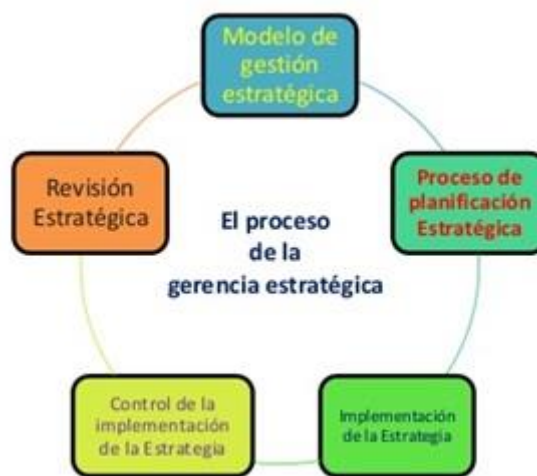 Modelo de
gestión
estratégica
Proceso de
planificación
Estratégica
Implementación
de la Estrategia
Control de la
implementación
de la Estrategia
Revisión
Estratégica
El proceso
de la
gerencia estratégica